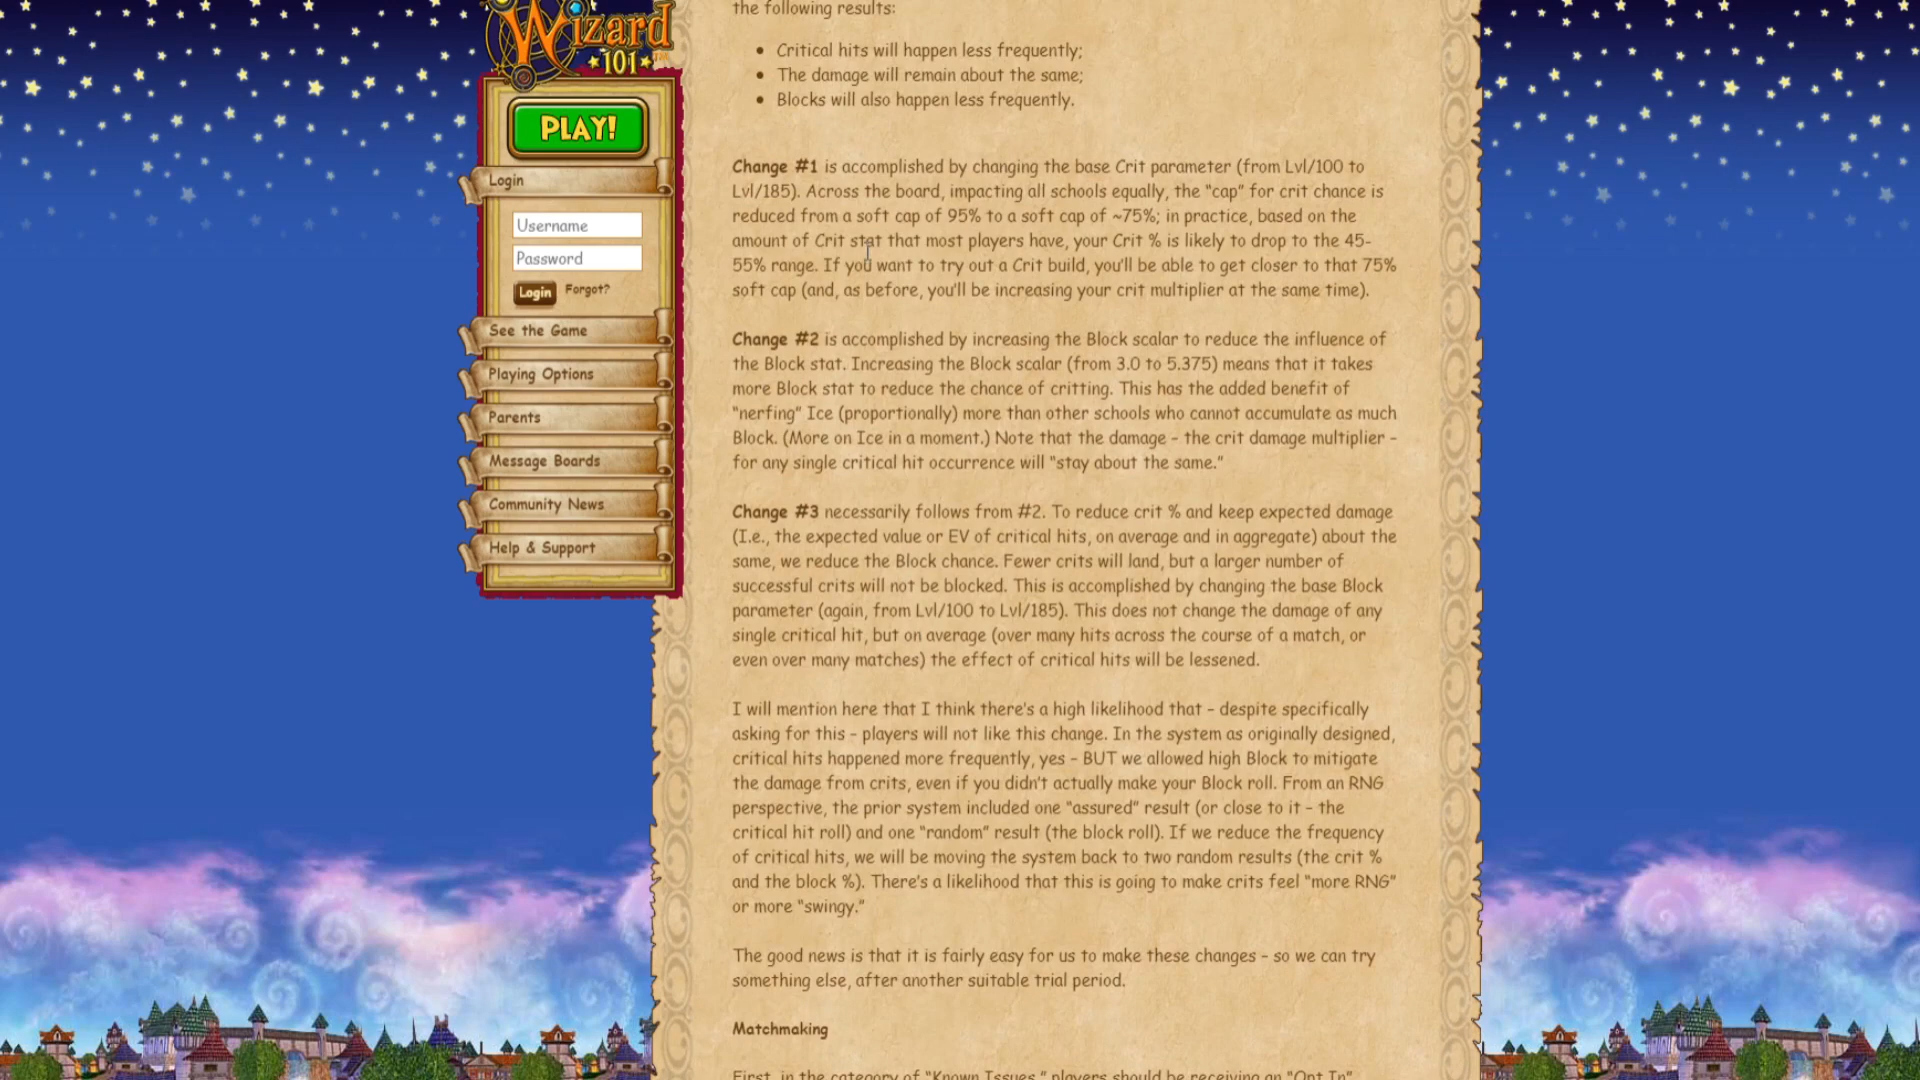 Wizard
101
PLAY!
Login
Username
Password
Login Forgot?
See the Game
Playing Options
Parents
Message Boards
Community News
Help & Support
the following results:
• Critical hits will happen less frequently;
• The damage will remain about the same;
• Blocks will also happen less frequently.
Change #1 is accomplished by changing the base Crit parameter (from Lvl/100 to
Lvl/185). Across the board, impacting all schools equally, the "cap" for crit chance is
reduced from a soft cap of 95% to a soft cap of ~75%; in practice, based on the
amount of Crit stat that most players have, your Crit % is likely to drop to the 45-
55% range. If you want to try out a Crit build, you'll be able to get closer to that 75%
soft cap (and, as before, you'll be increasing your crit multiplier at the same time).
Change #2 is accomplished by increasing the Block scalar to reduce the influence of
the Block stat. Increasing the Block scalar (from 3.0 to 5.375) means that it takes
more Block stat to reduce the chance of critting. This has the added benefit of
"nerfing" Ice (proportionally) more than other schools who cannot accumulate as much
Block. (More on Ice in a moment.) Note that the damage - the crit damage multiplier -
for any single critical hit occurrence will "stay about the same."
Change #3 necessarily follows from #2. To reduce crit % and keep expected damage
(I.e., the expected value or EV of critical hits, on average and in aggregate) about the
same, we reduce the Block chance. Fewer crits will land, but a larger number of
successful crits will not be blocked. This is accomplished by changing the base Block
parameter (again, from Lvl/100 to Lvl/185). This does not change the damage of any
single critical hit, but on average (over many hits across the course of a match, or
even over many matches) the effect of critical hits will be lessened.
I will mention here that I think there's a high likelihood that - despite specifically
asking for this - players will not like this change. In the system as originally designed,
critical hits happened more frequently, yes - BUT we allowed high Block to mitigate
the damage from crits, even if you didn't actually make your Block roll. From an RNG
perspective, the prior system included one "assured" result (or close to it - the
critical hit roll) and one "random" result (the block roll). If we reduce the frequency
of critical hits, we will be moving the system back to two random results (the crit %
and the block %). There's a likelihood that this is going to make crits feel "more RNG"
or more "swingy."
The good news is that it is fairly easy for us to make these changes - so we can try
something else, after another suitable trial period.
Matchmaking
First, in the category of "Known Issues," players should be receiving an "Opt In"